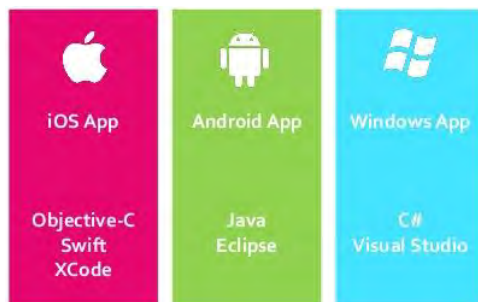 iOS App
Objective-C
Swift
XCode
Android App
Java
Eclipse
Windows App
C#
Visual Studio